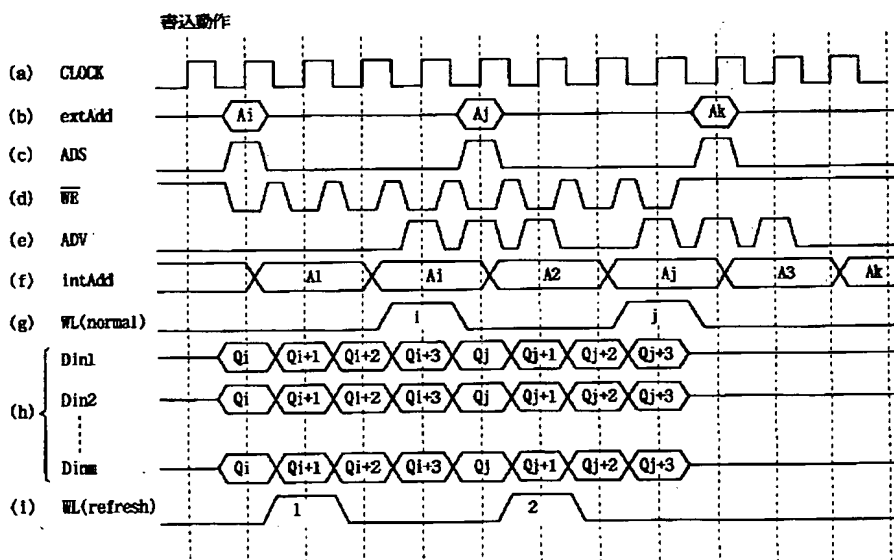 書込動作
(a) CLOCK
(b) extAdd Ai Aj Ak
(c) ADS
(d) WE
(e) ADV
(f) intAdd A1 Ai A2 Aj A3 Ak
(g) WL(normal) i j
(h)
Din1 Qi Qi+1 Qi+2 Qi+3 Qj Qj+1 Qj+2 Qj+3
Din2 Qi Qi+1 Qi+2 Qi+3 Qj Qj+1 Qj+2 Qj+3
Dinm Qi Qi+1 Qi+2 Qi+3 Qj Qj+1 Qj+2 Qj+3
(i) WL(refresh) 1 2